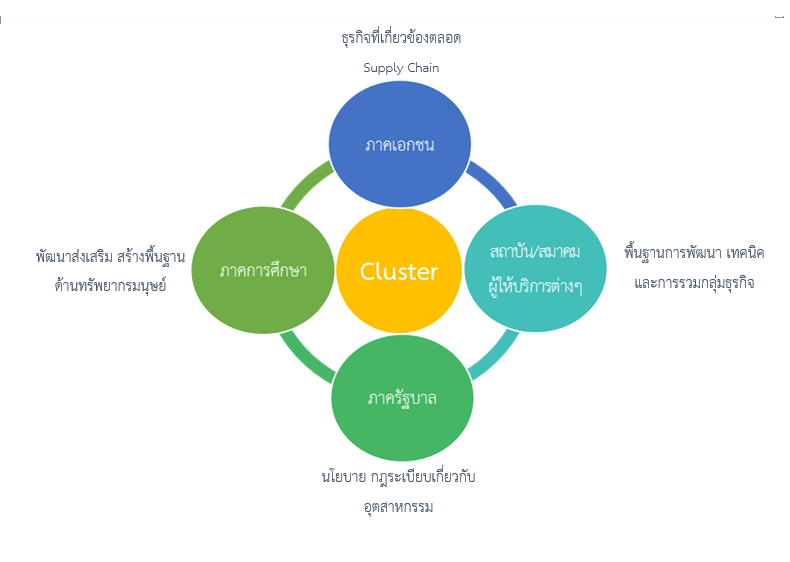 ธุรกิจที่เกี่ยวข้องตลอด
Supply Chain
ภาคเอกชน
พัฒนาส่งเสริม สร้างพื้นฐาน
ด้านทรัพยากรมนุษย์
ภาคการศึกษา
Cluster
สถาบัน/สมาคม
ผู้ให้บริการต่างๆ
พื้นฐานการพัฒนา เทคนิค
และการรวมกลุ่มธุรกิจ
ภาครัฐบาล
นโยบาย กฎระเบียบเกี่ยวกับ
อุตสาหกรรม